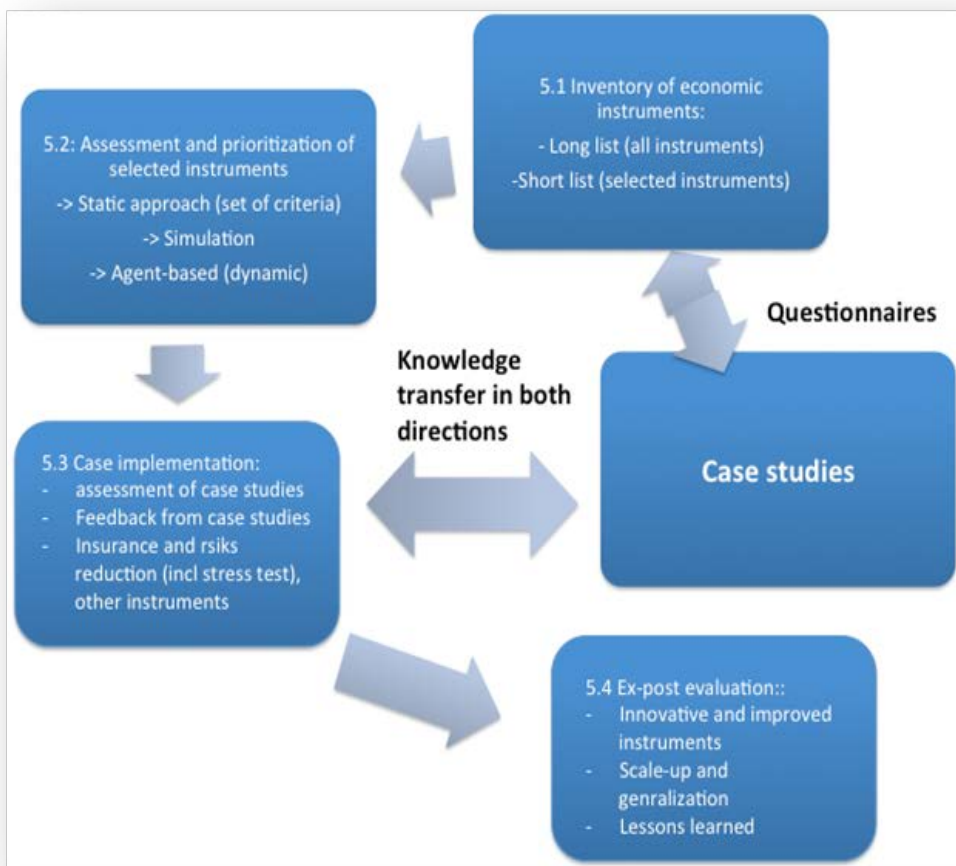 5.1 Inventory of economic
instruments:
- Long list (all instruments)
-Short list (selected instruments)
5.2: Assessment and prioritization of
selected instruments
-> Static approach (set of criteria)
-> Simulation
-> Agent-based (dynamic)
Questionnaires
Knowledge
transfer in both
directions
Case studies
5.3 Case implementation:
- assessment of case studies
- Feedback from case studies
- Insurance and rsiks
reduction (incl stress test),
other instruments
5.4 Ex-post evaluation::
- Innovative and improved
instruments
- Scale-up and
genralization
- Lessons learned